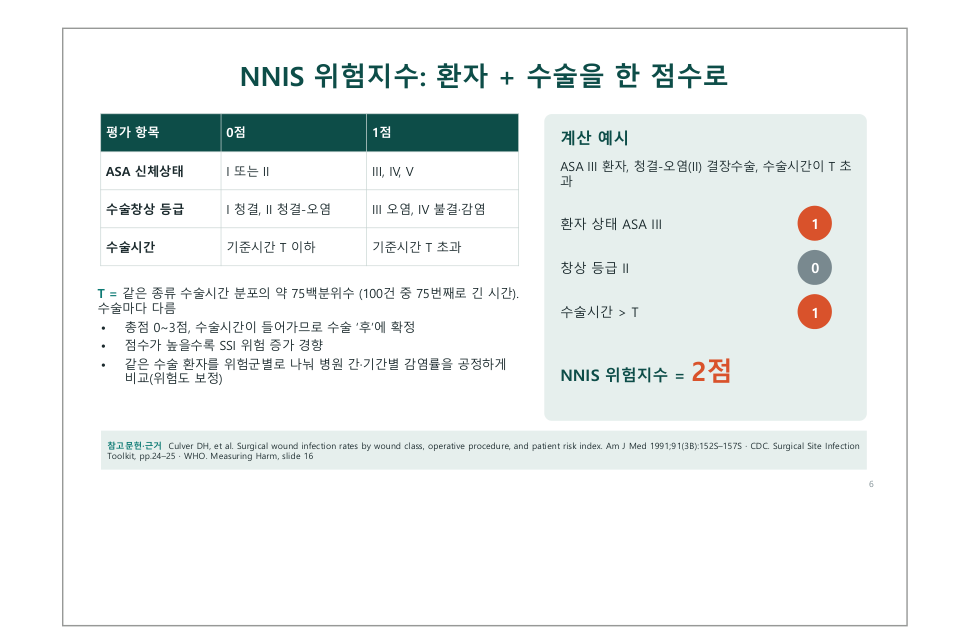 NNIS 위험지수: 환자 + 수술을 한 점수로
평가 항목 0점 1점
ASA 신체상태 I 또는 II III, IV, V
수술창상 등급 I 청결, II 청결-오염 III 오염, IV 불결·감염
수술시간 기준시간 T 이하 기준시간 T 초과
T = 같은 종류 수술시간 분포의 약 75백분위수 (100건 중 75번째로 긴 시간).
수술마다 다름
• 총점 0~3점, 수술시간이 들어가므로 수술 ‘후’에 확정
• 점수가 높을수록 SSI 위험 증가 경향
• 같은 수술 환자를 위험군별로 나눠 병원 간·기간별 감염률을 공정하게
비교(위험도 보정)
계산 예시
ASA III 환자, 청결-오염(II) 결장수술, 수술시간이 T 초
과
환자 상태 ASA III 1
창상 등급 II 0
수술시간 > T 1
NNIS 위험지수 = 2점
참고문헌·근거 Culver DH, et al. Surgical wound infection rates by wound class, operative procedure, and patient risk index. Am J Med 1991;91(3B):152S–157S · CDC. Surgical Site Infection
Toolkit, pp.24–25 · WHO. Measuring Harm, slide 16
6